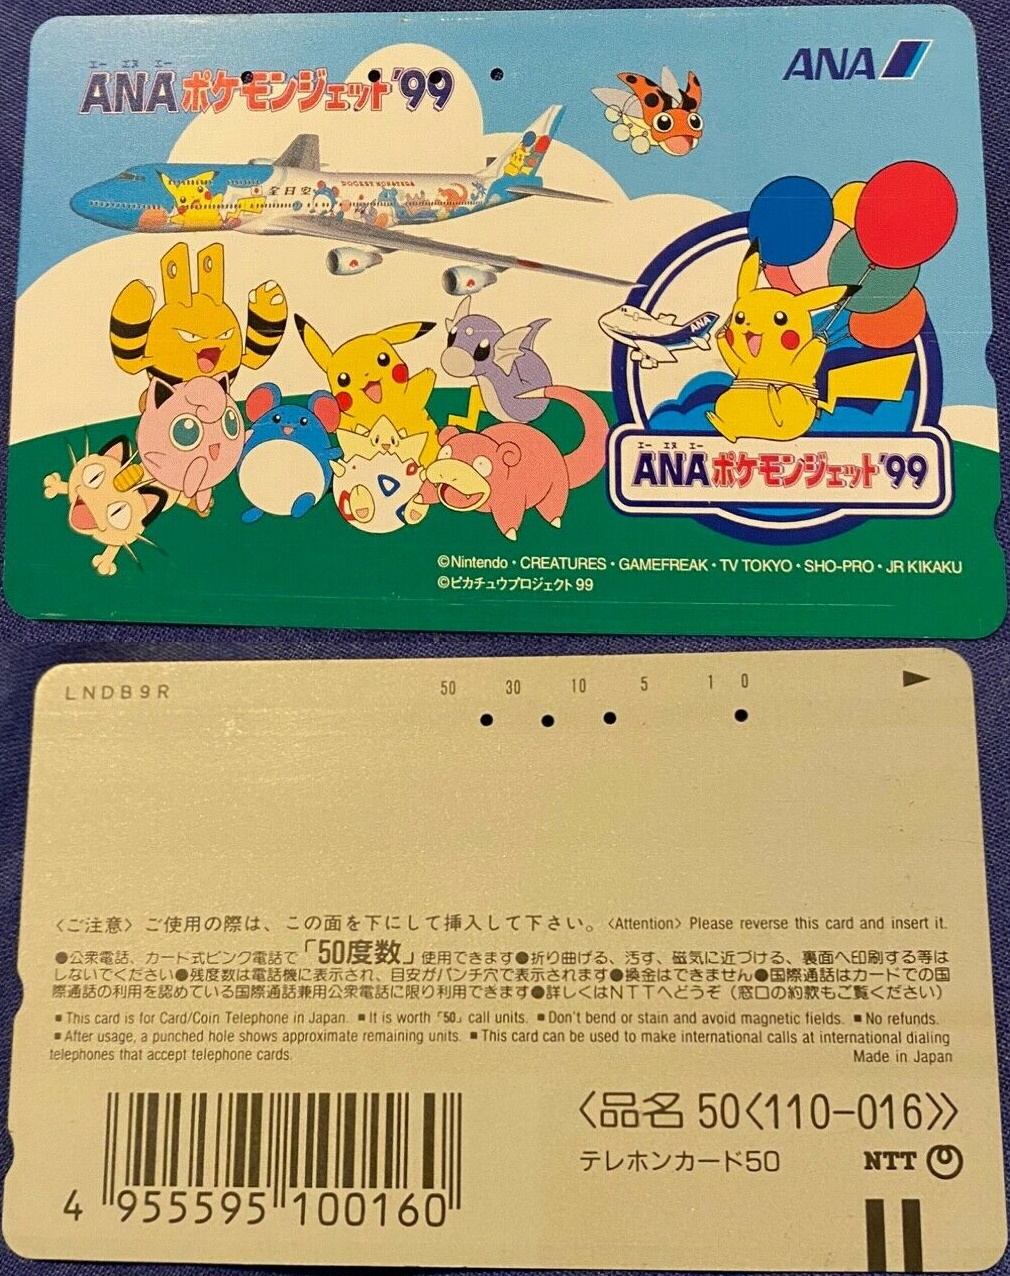 エー エヌ エー
ANAポケモンジェット'99
ANA
全日空
POCKET MONSTERS
ANA
エー エヌ エー
ANAポケモンジェット'99
©Nintendo・CREATURES・GAMEFREAK・TV TOKYO・SHO-PRO・JR KIKAKU
©ピカチュウプロジェクト99
LNDB9R
50 30 10 5 1 0
〈ご注意〉ご使用の際は、この面を下にして挿入して下さい。〈Attention〉Please reverse this card and insert it.
●公衆電話、カード式ピンク電話で「50度数」使用できます●折り曲げる、汚す、磁気に近づける、裏面へ印刷する等は
しないでください●残度数は電話機に表示され、目安がパンチ穴で表示されます●換金はできません●国際通話はカードでの国
際通話の利用を認めている国際通話兼用公衆電話に限り利用できます●詳しくはNTTへどうぞ（窓口の約款もご覧ください）
■This card is for Card/Coin Telephone in Japan. ■It is worth「50」call units. ■Don't bend or stain and avoid magnetic fields. ■No refunds.
■After usage, a punched hole shows approximate remaining units. ■This card can be used to make international calls at international dialing
telephones that accept telephone cards.
Made in Japan
〈品名 50〈110-016〉〉
テレホンカード50
NTT
4 955595 100160